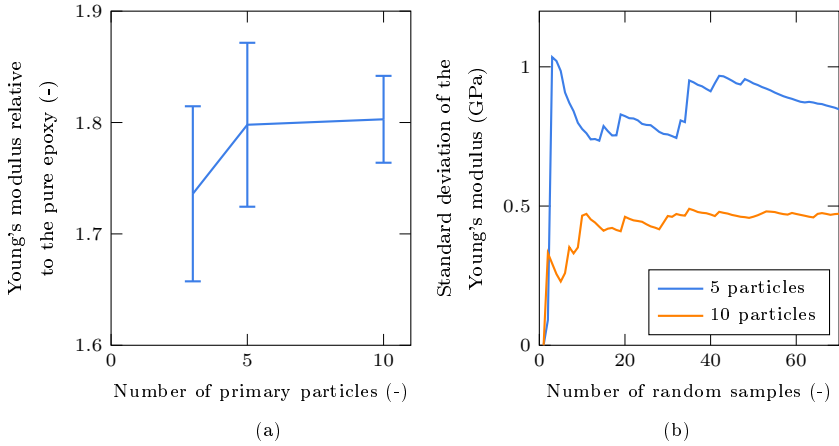 Young's modulus relative
to the pure epoxy (-)
1.9
1.8
1.7
1.6
0
5
10
Number of primary particles (-)
(a)
Standard deviation of the
Young's modulus (GPa)
1
0.5
0
0
20
40
60
5 particles
10 particles
Number of random samples (-)
(b)